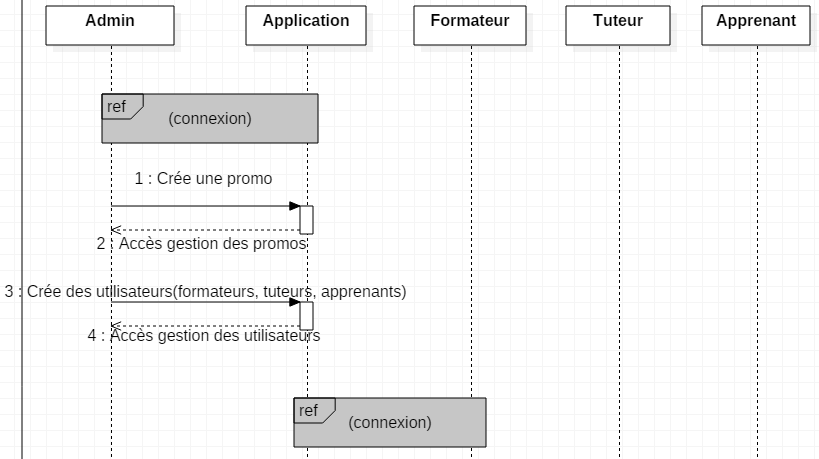 Admin
Application
Formateur
Tuteur
Apprenant
ref
(connexion)
1 : Crée une promo
2 : Accès gestion des promos
3 : Crée des utilisateurs(formateurs, tuteurs, apprenants)
4 : Accès gestion des utilisateurs
ref
(connexion)